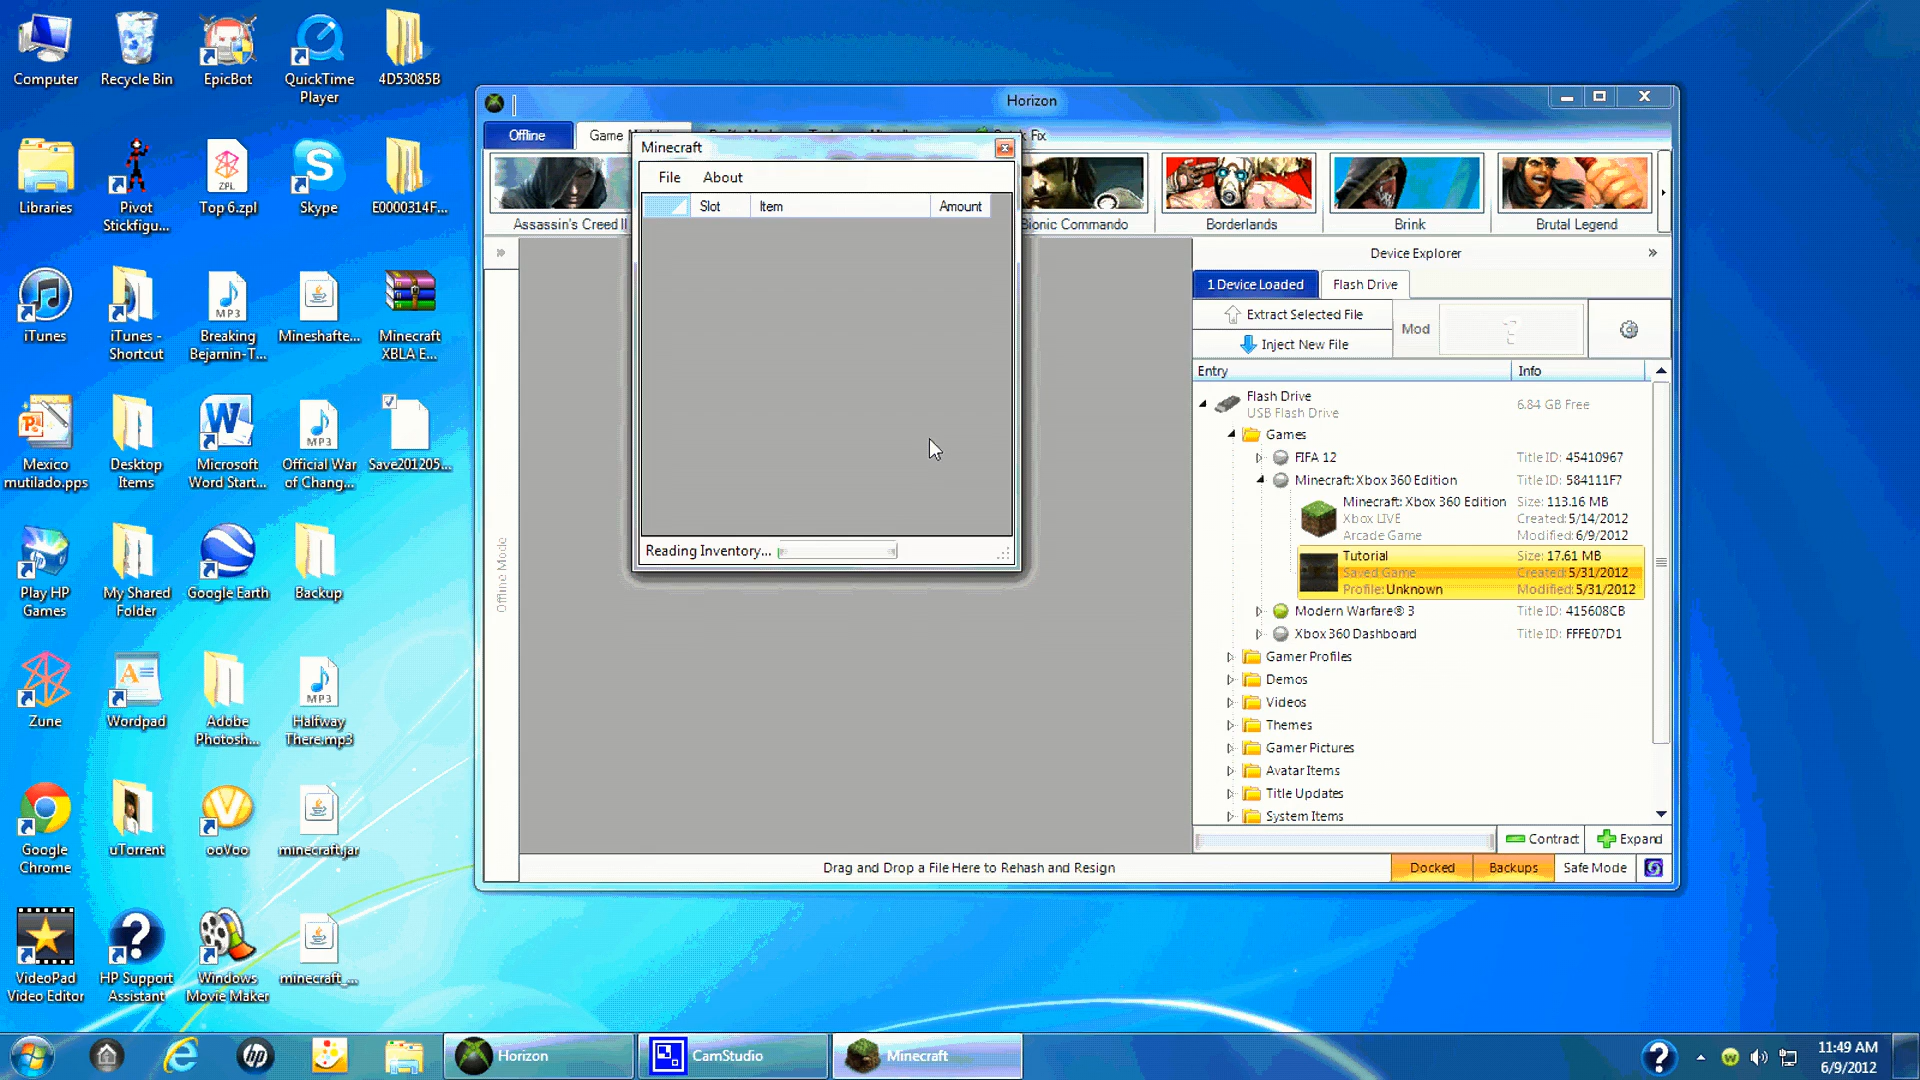 Computer
Recycle Bin
EpicBot
QuickTime
Player
4D53085B
Libraries
Pivot
Stickfigu...
ZPL
Top 6.zpl
Skype
E0000314F...
iTunes
iTunes -
Shortcut
MP3
Breaking
Bejamin-T...
Mineshafte...
Minecraft
XBLA E...
Mexico
mutilado.pps
Desktop
Items
Microsoft
Word Start...
MP3
Official War
of Chang...
Save201205...
Play HP
Games
My Shared
Folder
Google Earth
Backup
Zune
Wordpad
Adobe
Photosh...
MP3
Halfway
There.mp3
Google
Chrome
uTorrent
ooVoo
minecraft.jar
VideoPad
Video Editor
HP Support
Assistant
Windows
Movie Maker
minecraft_...
Horizon
Offline
Assassin's Creed II
Bionic Commando
Borderlands
Brink
Brutal Legend
Offline Mode
Minecraft
File About
Slot Item Amount
Reading Inventory...
Device Explorer
1 Device Loaded Flash Drive
Extract Selected File
Inject New File
Mod
Entry Info
Flash Drive
USB Flash Drive
6.84 GB Free
Games
FIFA 12 Title ID: 45410967
Minecraft: Xbox 360 Edition Title ID: 584111F7
Minecraft: Xbox 360 Edition Size: 113.16 MB
Xbox LIVE Created: 5/14/2012
Arcade Game Modified: 6/9/2012
Tutorial Size: 17.61 MB
Saved Game Created: 5/31/2012
Profile: Unknown Modified: 5/31/2012
Modern Warfare® 3 Title ID: 415608CB
Xbox 360 Dashboard Title ID: FFFE07D1
Gamer Profiles
Demos
Videos
Themes
Gamer Pictures
Avatar Items
Title Updates
System Items
Contract Expand
Drag and Drop a File Here to Rehash and Resign
Docked Backups Safe Mode
Horizon
CamStudio
Minecraft
11:49 AM
6/9/2012